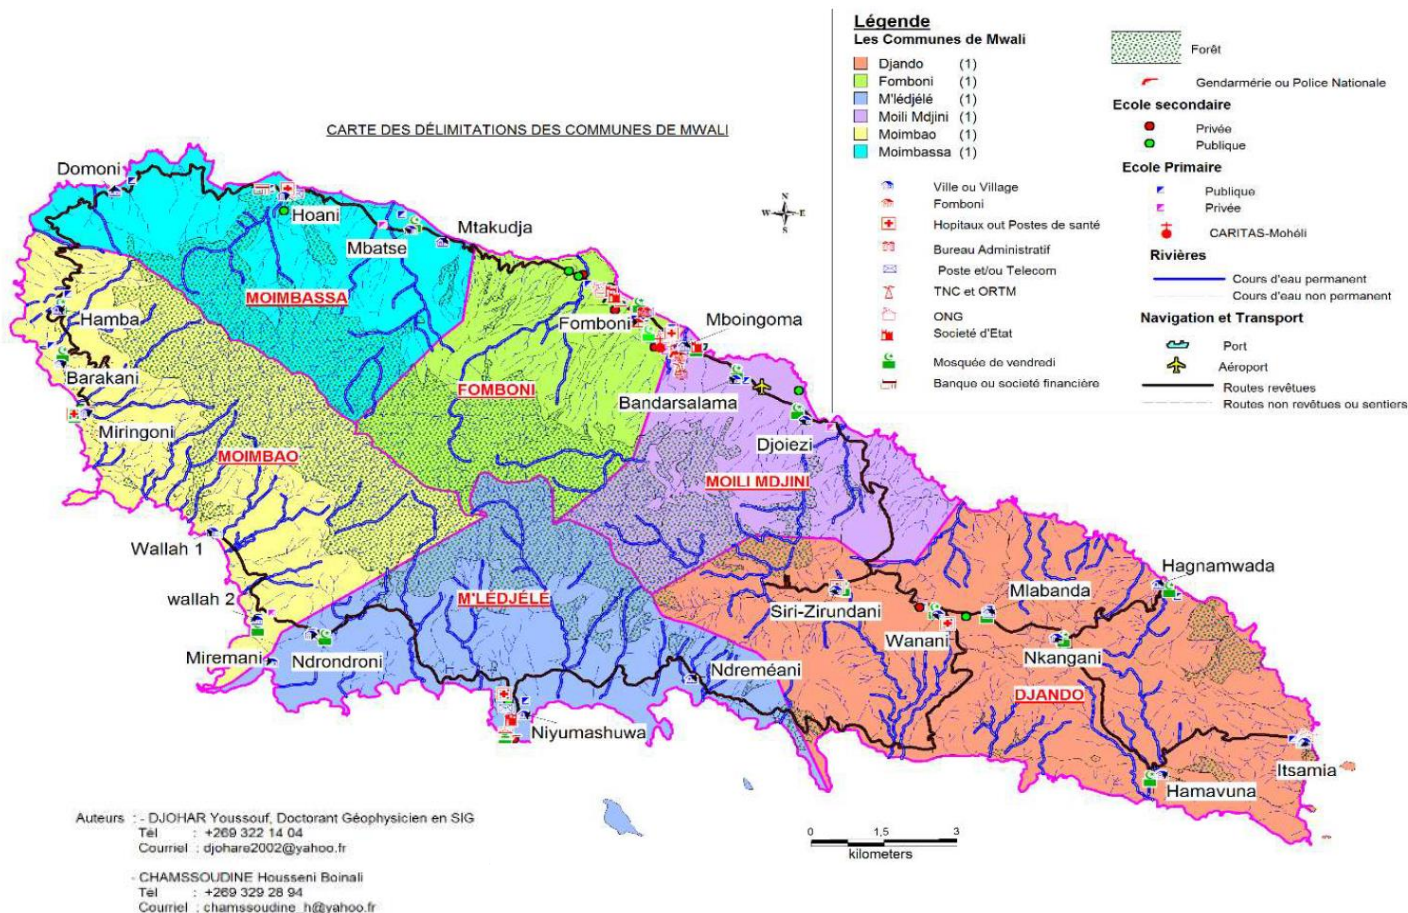 CARTE DES DÉLIMITATIONS DES COMMUNES DE MWALI
Légende
Les Communes de Mwali
Djando (1)
Fomboni (1)
M'lédjélé (1)
Moili Mdjini (1)
Moimbao (1)
Moimbassa (1)
Ville ou Village
Fomboni
Hopitaux out Postes de santé
Bureau Administratif
Poste et/ou Telecom
TNC et ORTM
ONG
Societé d'Etat
Mosquée de vendredi
Banque ou societé financière
Forêt
Gendarmérie ou Police Nationale
Ecole secondaire
Privée
Publique
Ecole Primaire
Publique
Privée
CARITAS-Mohéli
Rivières
Cours d'eau permanent
Cours d'eau non permanent
Navigation et Transport
Port
Aéroport
Routes revêtues
Routes non revêtues ou sentiers
N
W E
S
Domoni
Hoani
Mbatse
Mtakudja
MOIMBASSA
Hamba
Fomboni
Mboingoma
Barakani
FOMBONI
Bandarsalama
Miringoni
Djoiezi
MOIMBAO
MOILI MDJINI
Wallah 1
Hagnamwada
wallah 2
M'LÉDJÉLÉ
Siri-Zirundani
Mlabanda
Wanani
Miremani
Ndrondroni
Ndreméani
Nkangani
DJANDO
Niyumashuwa
Itsamia
Hamavuna
0 1,5 3
kilometers
Auteurs : - DJOHAR Youssouf, Doctorant Géophysicien en SIG
Tél : +269 322 14 04
Courriel : djohare2002@yahoo.fr
- CHAMSSOUDINE Housseni Boinali
Tél : +269 329 28 94
Courriel : chamssoudine_h@yahoo.fr